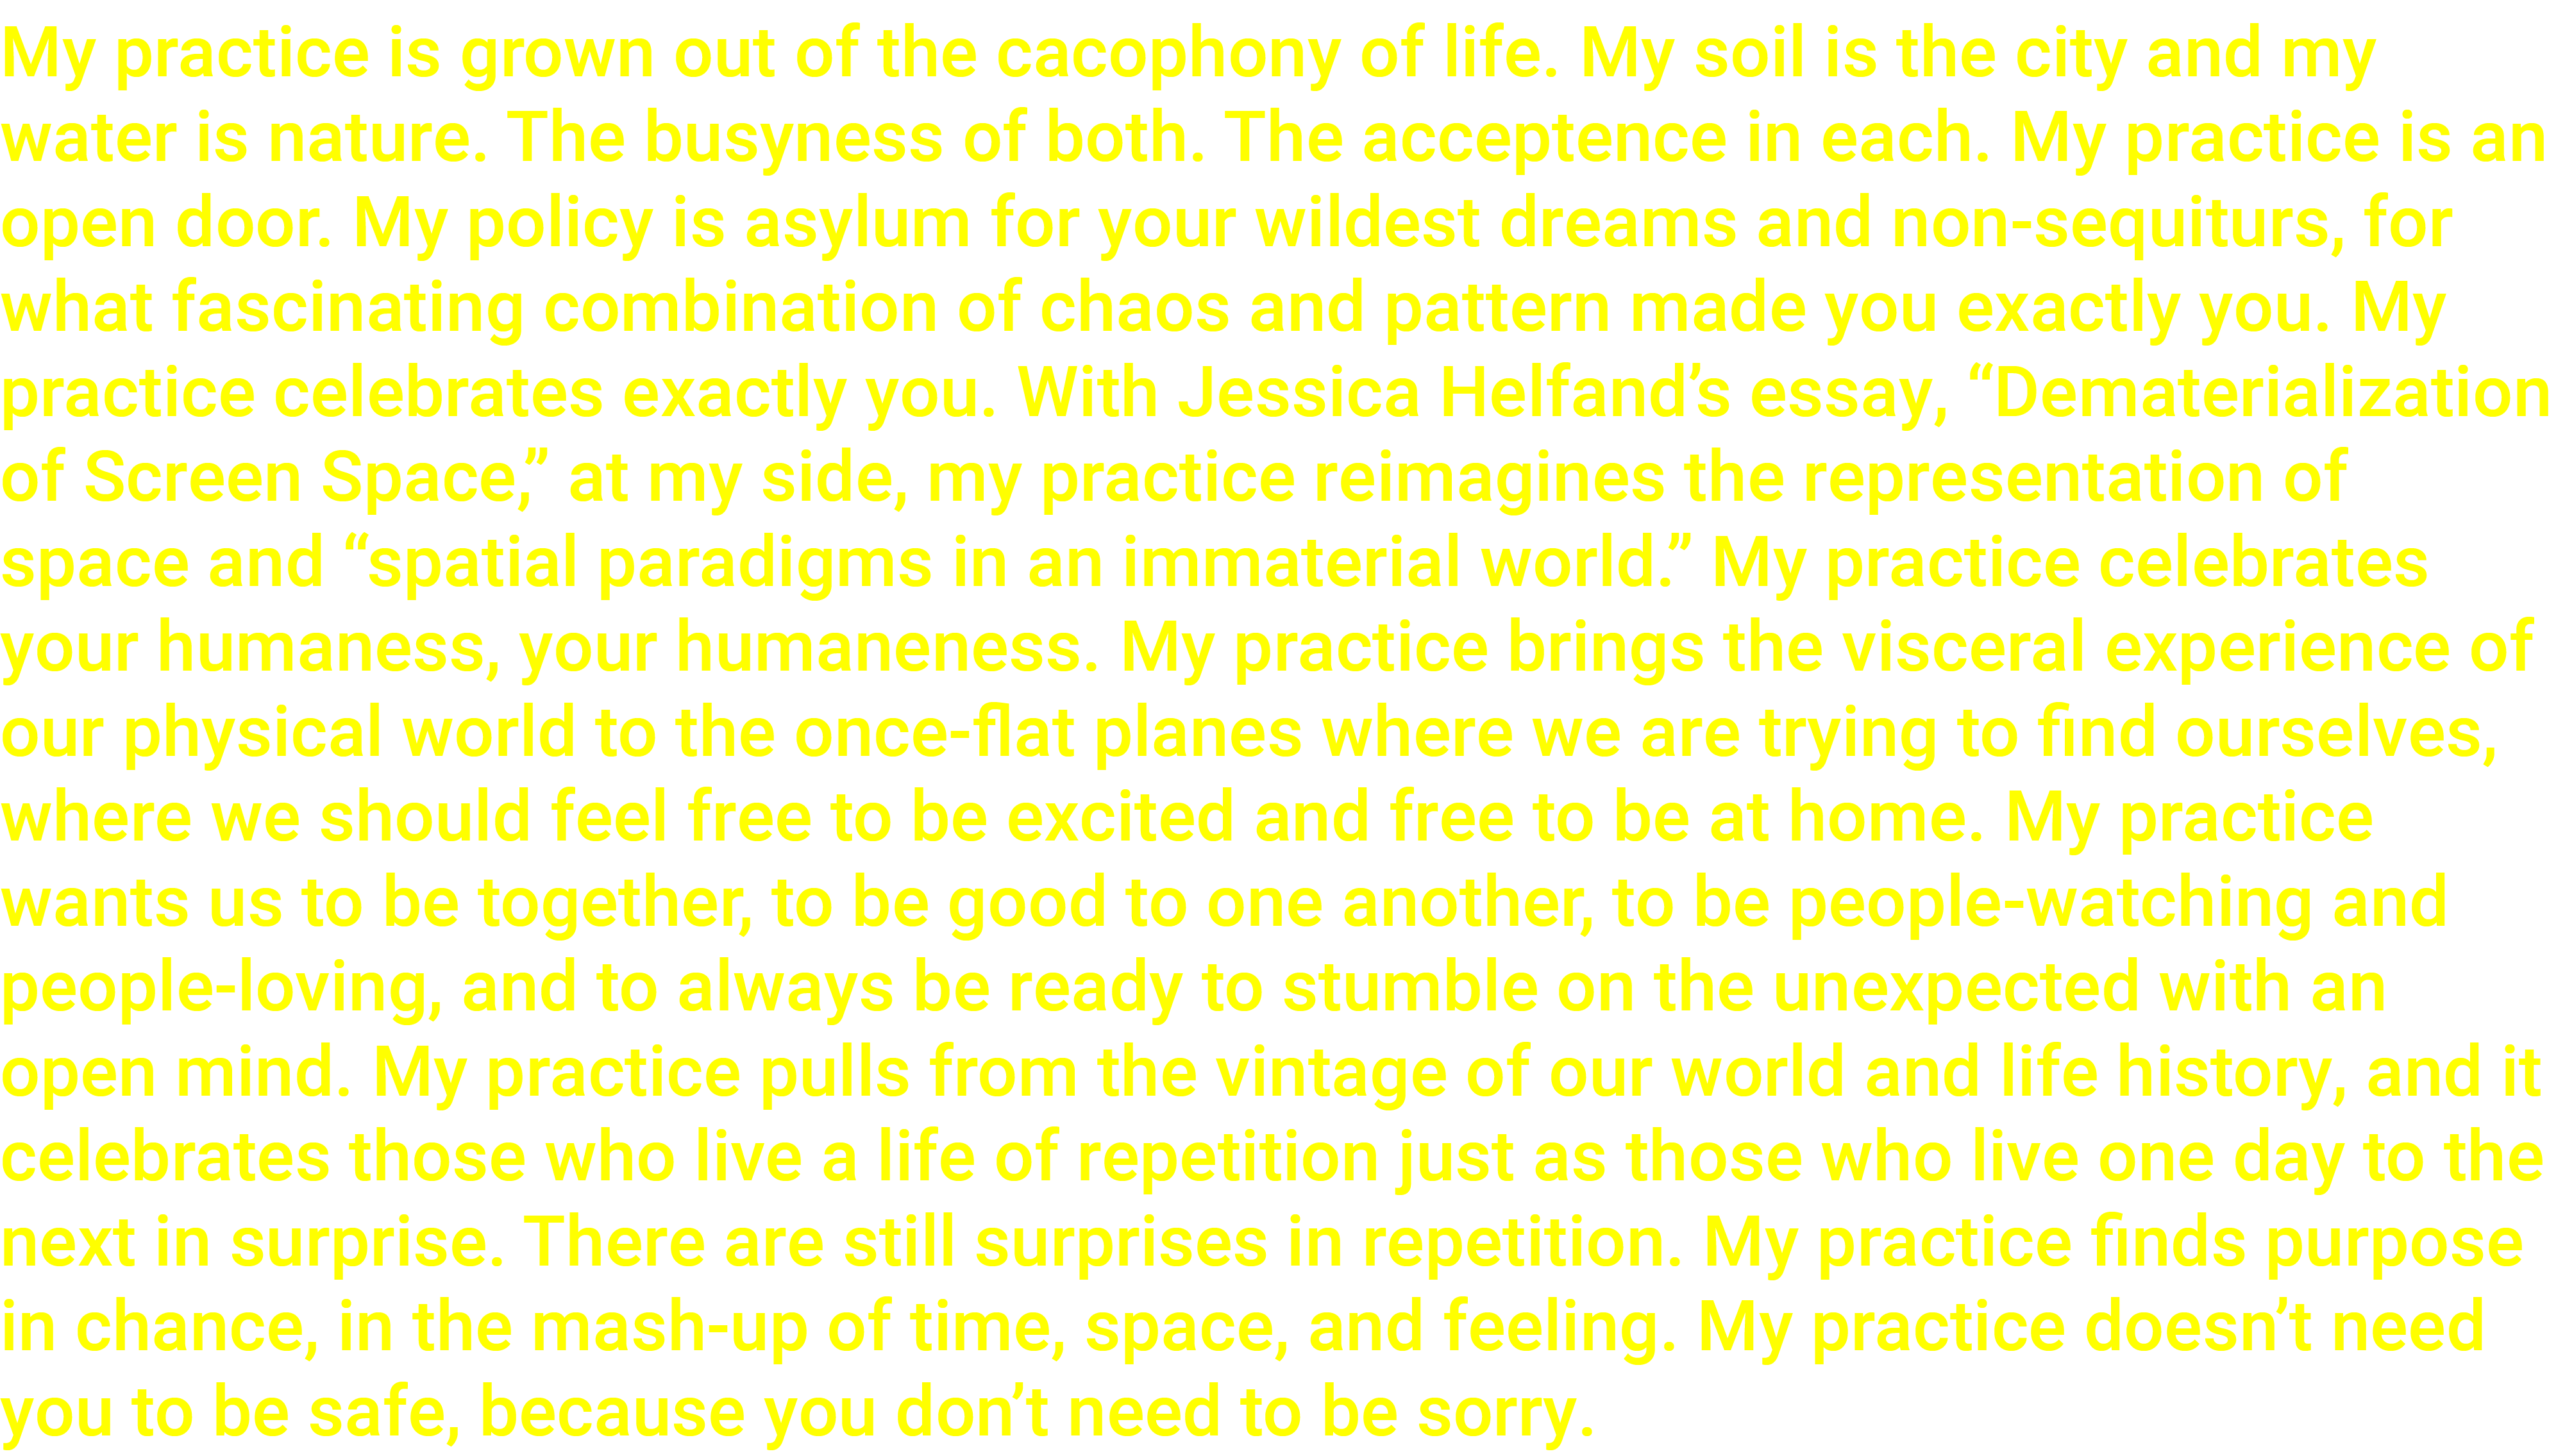 My practice is grown out of the cacophony of life. My soil is the city and my
water is nature. The busyness of both. The acceptence in each. My practice is an
open door. My policy is asylum for your wildest dreams and non-sequiturs, for
what fascinating combination of chaos and pattern made you exactly you. My
practice celebrates exactly you. With Jessica Helfand’s essay, “Dematerialization
of Screen Space,” at my side, my practice reimagines the representation of
space and “spatial paradigms in an immaterial world.” My practice celebrates
your humaness, your humaneness. My practice brings the visceral experience of
our physical world to the once-flat planes where we are trying to find ourselves,
where we should feel free to be excited and free to be at home. My practice
wants us to be together, to be good to one another, to be people-watching and
people-loving, and to always be ready to stumble on the unexpected with an
open mind. My practice pulls from the vintage of our world and life history, and it
celebrates those who live a life of repetition just as those who live one day to the
next in surprise. There are still surprises in repetition. My practice finds purpose
in chance, in the mash-up of time, space, and feeling. My practice doesn’t need
you to be safe, because you don’t need to be sorry.